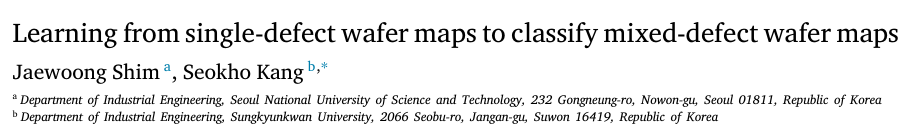 Learning from single-defect wafer maps to classify mixed-defect wafer maps
Jaewoong Shim a, Seokho Kang b,*
a Department of Industrial Engineering, Seoul National University of Science and Technology, 232 Gongneung-ro, Nowon-gu, Seoul 01811, Republic of Korea
b Department of Industrial Engineering, Sungkyunkwan University, 2066 Seobu-ro, Jangan-gu, Suwon 16419, Republic of Korea